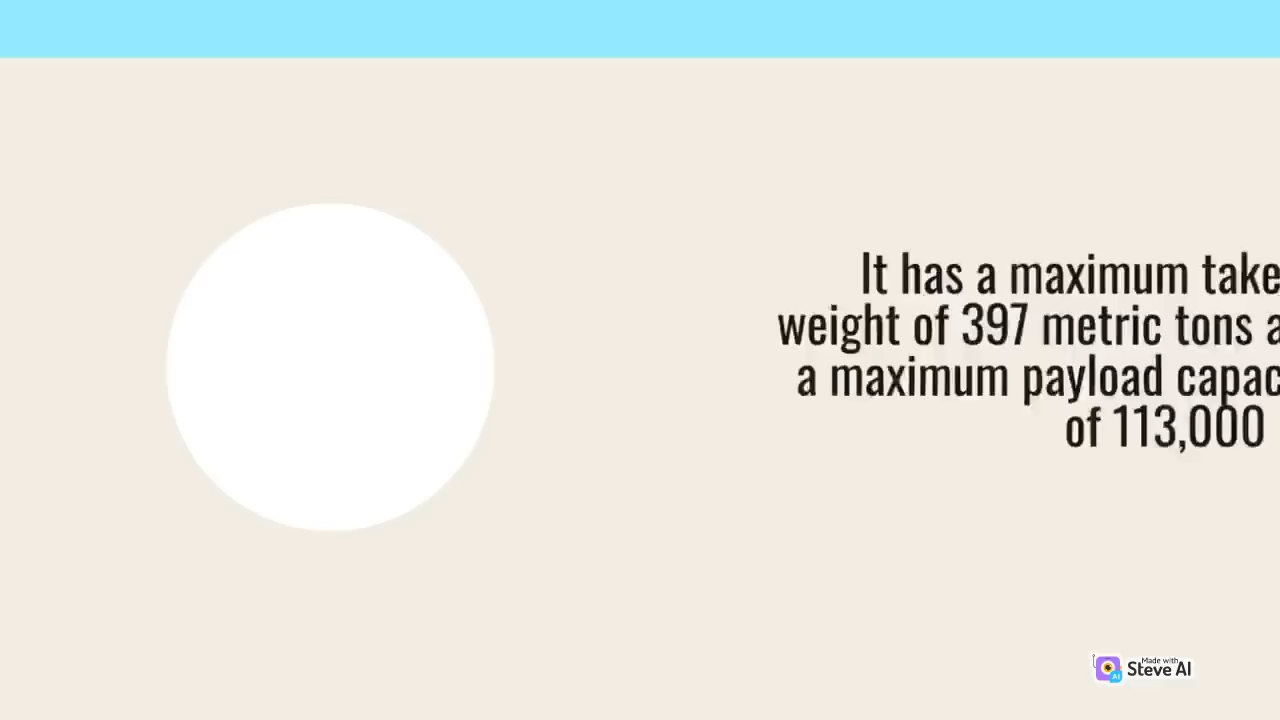 It has a maximum take
weight of 397 metric tons a
a maximum payload capac
of 113,000
Made with
Steve AI
AI